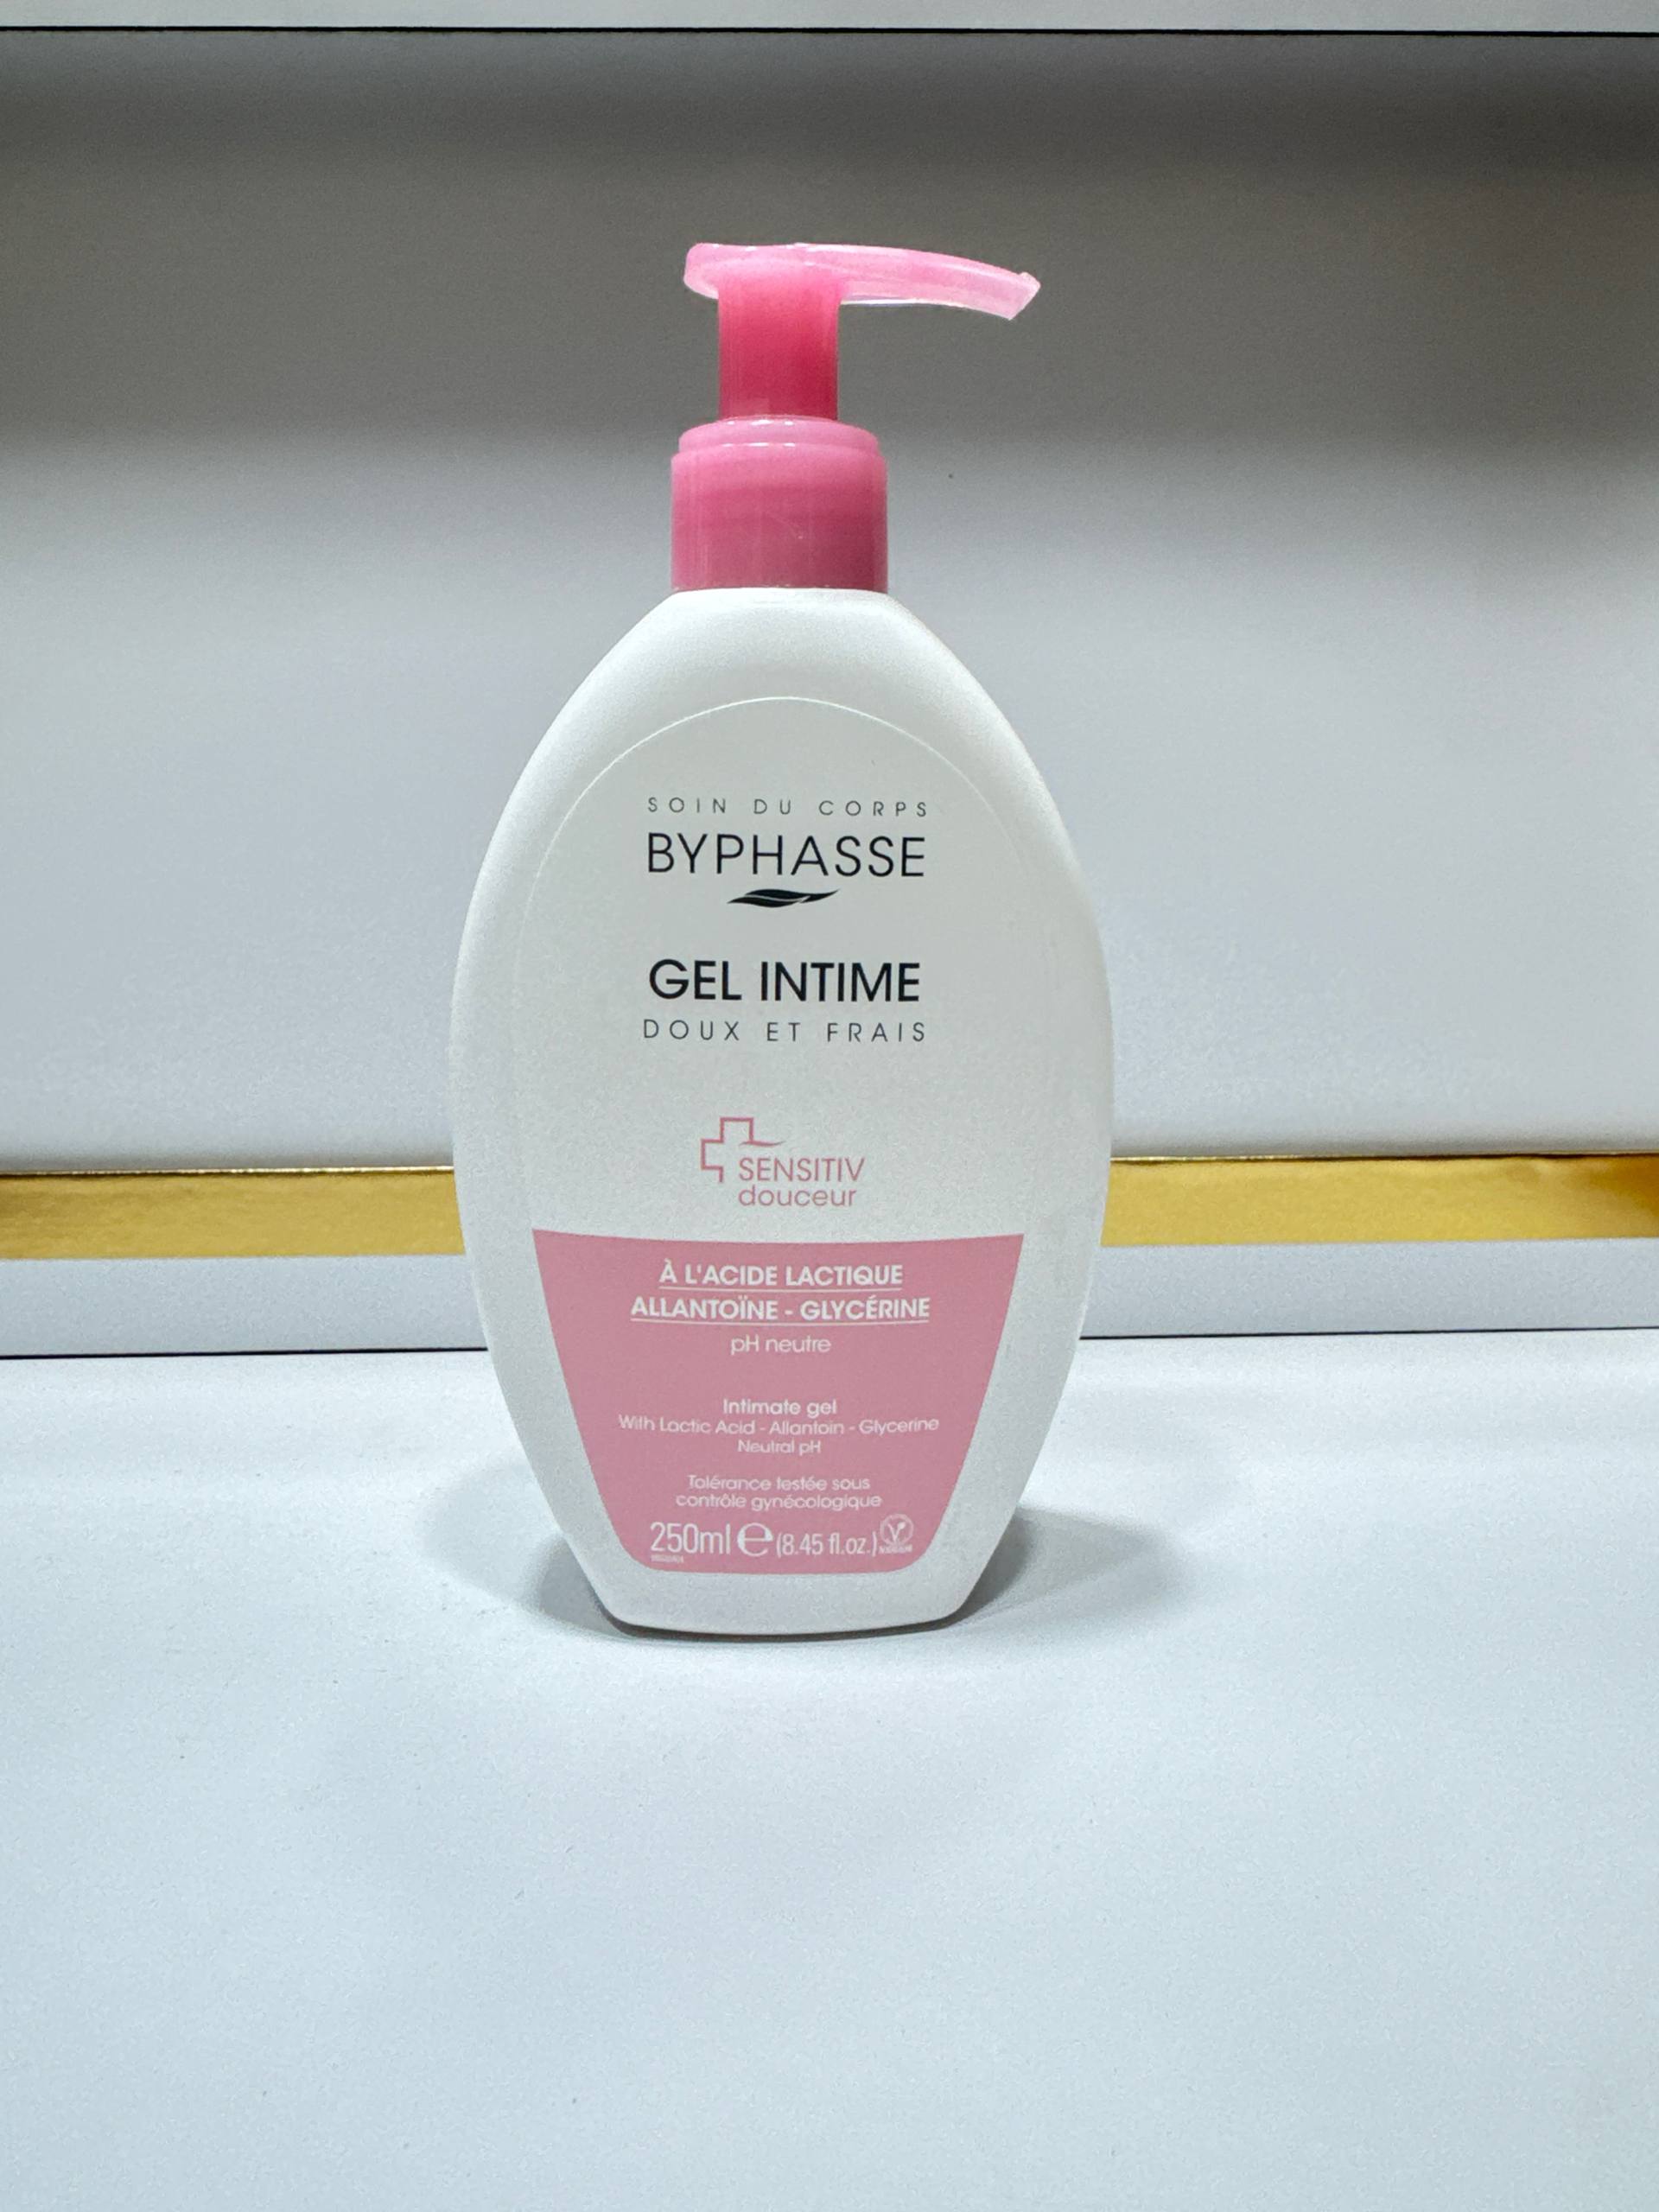 SOIN DU CORPS
BYPHASSE
GEL INTIME
DOUX ET FRAIS
SENSITIV
douceur
À L'ACIDE LACTIQUE
ALLANTOÏNE - GLYCÉRINE
pH neutre
Intimate gel
With Lactic Acid - Allantoin - Glycerine
Neutral pH
Tolérance testée sous
contrôle gynécologique
250ml e (8.45 fl.oz.)